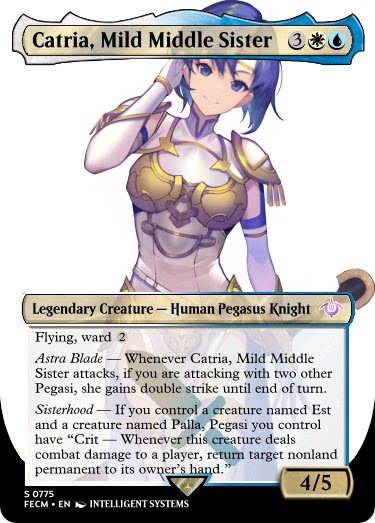 Catria, Mild Middle Sister 3
Legendary Creature — Human Pegasus Knight
Flying, ward 2
Astra Blade — Whenever Catria, Mild Middle
Sister attacks, if you are attacking with two other
Pegasi, she gains double strike until end of turn.
Sisterhood — If you control a creature named Est
and a creature named Palla, Pegasi you control
have “Crit — Whenever this creature deals
combat damage to a player, return target nonland
permanent to its owner’s hand.”
4/5
S 0775
FECM • EN INTELLIGENT SYSTEMS